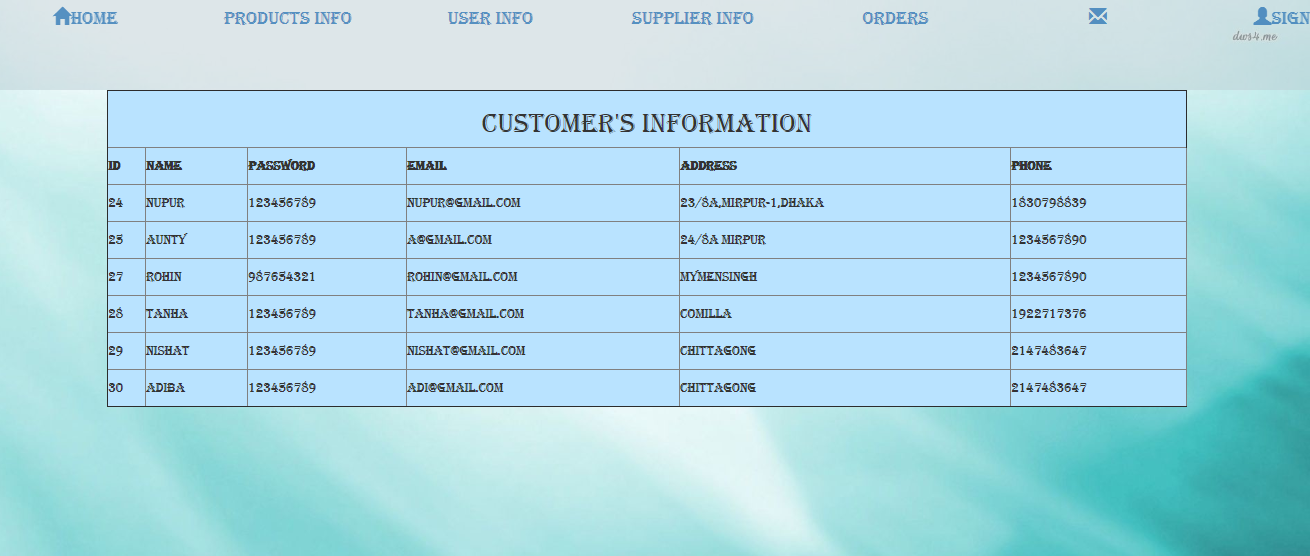 HOME PRODUCTS INFO USER INFO SUPPLIER INFO ORDERS SIGN
dws4.me
CUSTOMER'S INFORMATION
ID NAME PASSWORD EMAIL ADDRESS PHONE
24 NUPUR 123456789 NUPUR@GMAIL.COM 23/8A,MIRPUR-1,DHAKA 1830798839
25 AUNTY 123456789 A@GMAIL.COM 24/8A MIRPUR 1234567890
27 ROHIN 987654321 ROHIN@GMAIL.COM MYMENSINGH 1234567890
28 TANHA 123456789 TANHA@GMAIL.COM COMILLA 1922717376
29 NISHAT 123456789 NISHAT@GMAIL.COM CHITTAGONG 2147483647
30 ADIBA 123456789 ADI@GMAIL.COM CHITTAGONG 2147483647